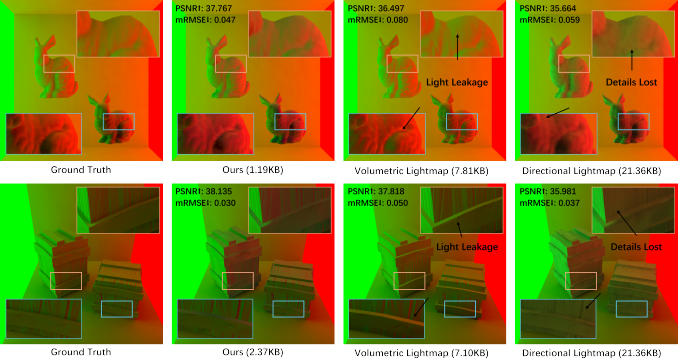 PSNR↑: 37.767
mRMSE↓: 0.047
PSNR↑: 36.497
mRMSE↓: 0.080
Light Leakage
PSNR↑: 35.664
mRMSE↓: 0.059
Details Lost
Ground Truth
Ours (1.19KB)
Volumetric Lightmap (7.81KB)
Directional Lightmap (21.36KB)
PSNR↑: 38.135
mRMSE↓: 0.030
PSNR↑: 37.818
mRMSE↓: 0.050
Light Leakage
PSNR↑: 35.981
mRMSE↓: 0.037
Details Lost
Ground Truth
Ours (2.37KB)
Volumetric Lightmap (7.10KB)
Directional Lightmap (21.36KB)